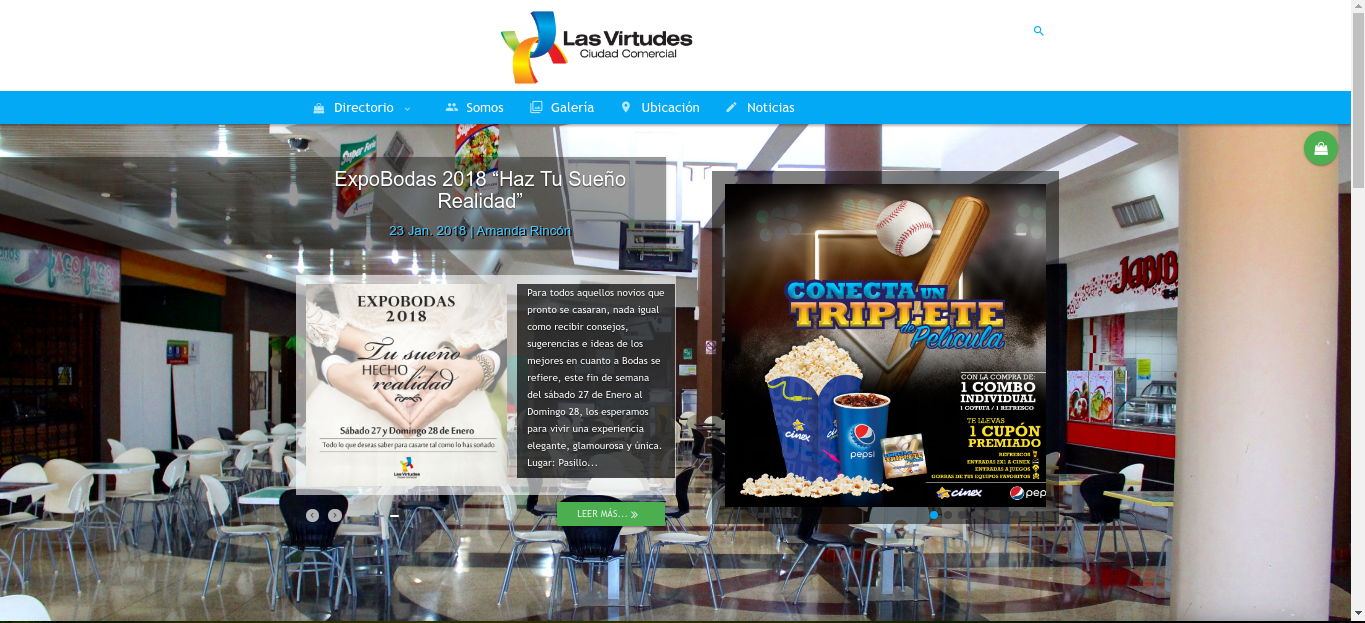 Las Virtudes
Ciudad Comercial
Directorio
Somos
Galería
Ubicación
Noticias
Super Feria
ExpoBodas 2018 “Haz Tu Sueño
Realidad”
23 Jan. 2018 | Amanda Rincón
EXPOBODAS
2018
Tu sueño
HECHO
realidad
Sábado 27 y Domingo 28 de Enero
Todo lo que deseas saber para casarte tal como lo has soñado
Las Virtudes
Para todos aquellos novios que
pronto se casaran, nada igual
como recibir consejos,
sugerencias e ideas de los
mejores en cuanto a Bodas se
refiere, este fin de semana
del sábado 27 de Enero al
Domingo 28, los esperamos
para vivir una experiencia
elegante, glamourosa y única.
Lugar: Pasillo...
LEER MÁS...
CONECTA UN
TRIPLETE
de Película
CON LA COMPRA DE:
1 COMBO
INDIVIDUAL
1 COTUFA / 1 REFRESCO
TE LLEVAS
1 CUPÓN
PREMIADO
REFRESCOS
ENTRADAS 2X1 A CINEX
ENTRADAS A JUEGOS
GORRAS DE TUS EQUIPOS FAVORITOS
cinex
pepsi
cinex
pep